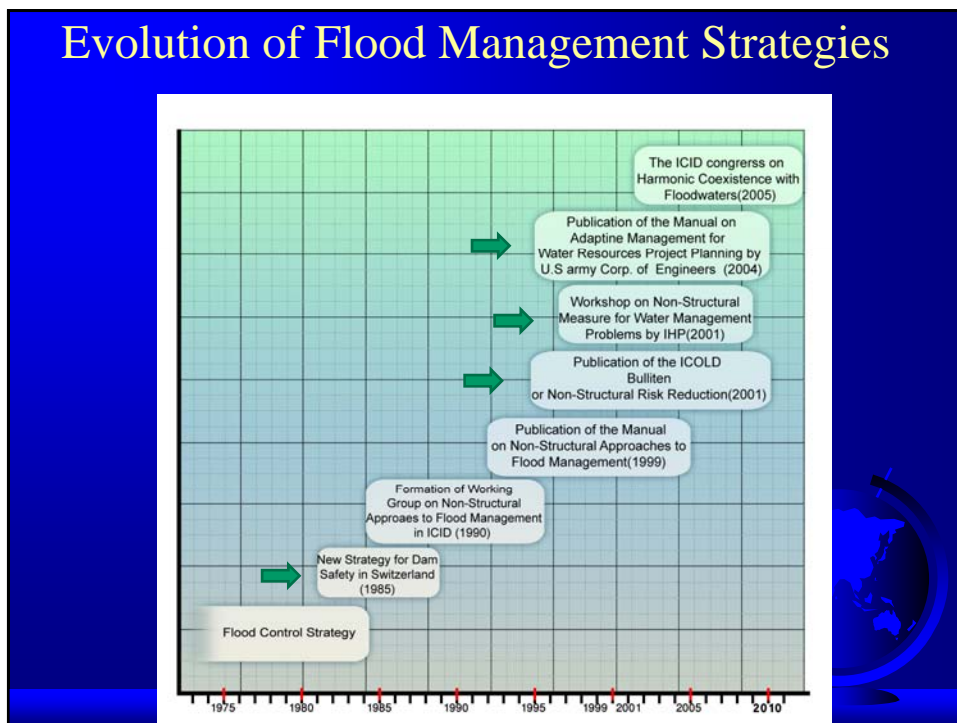 Evolution of Flood Management Strategies
The ICID congrerss on
Harmonic Coexistence with
Floodwaters(2005)
Publication of the Manual on
Adaptine Management for
Water Resources Project Planning by
U.S army Corp. of Engineers (2004)
Workshop on Non-Structural
Measure for Water Management
Problems by IHP(2001)
Publication of the ICOLD
Bulliten
or Non-Structural Risk Reduction(2001)
Publication of the Manual
on Non-Structural Approaches to
Flood Management(1999)
Formation of Working
Group on Non-Structural
Approaes to Flood Management
in ICID (1990)
New Strategy for Dam
Safety in Switzerland
(1985)
Flood Control Strategy
1975 1980 1985 1990 1995 1999 2001 2005 2010